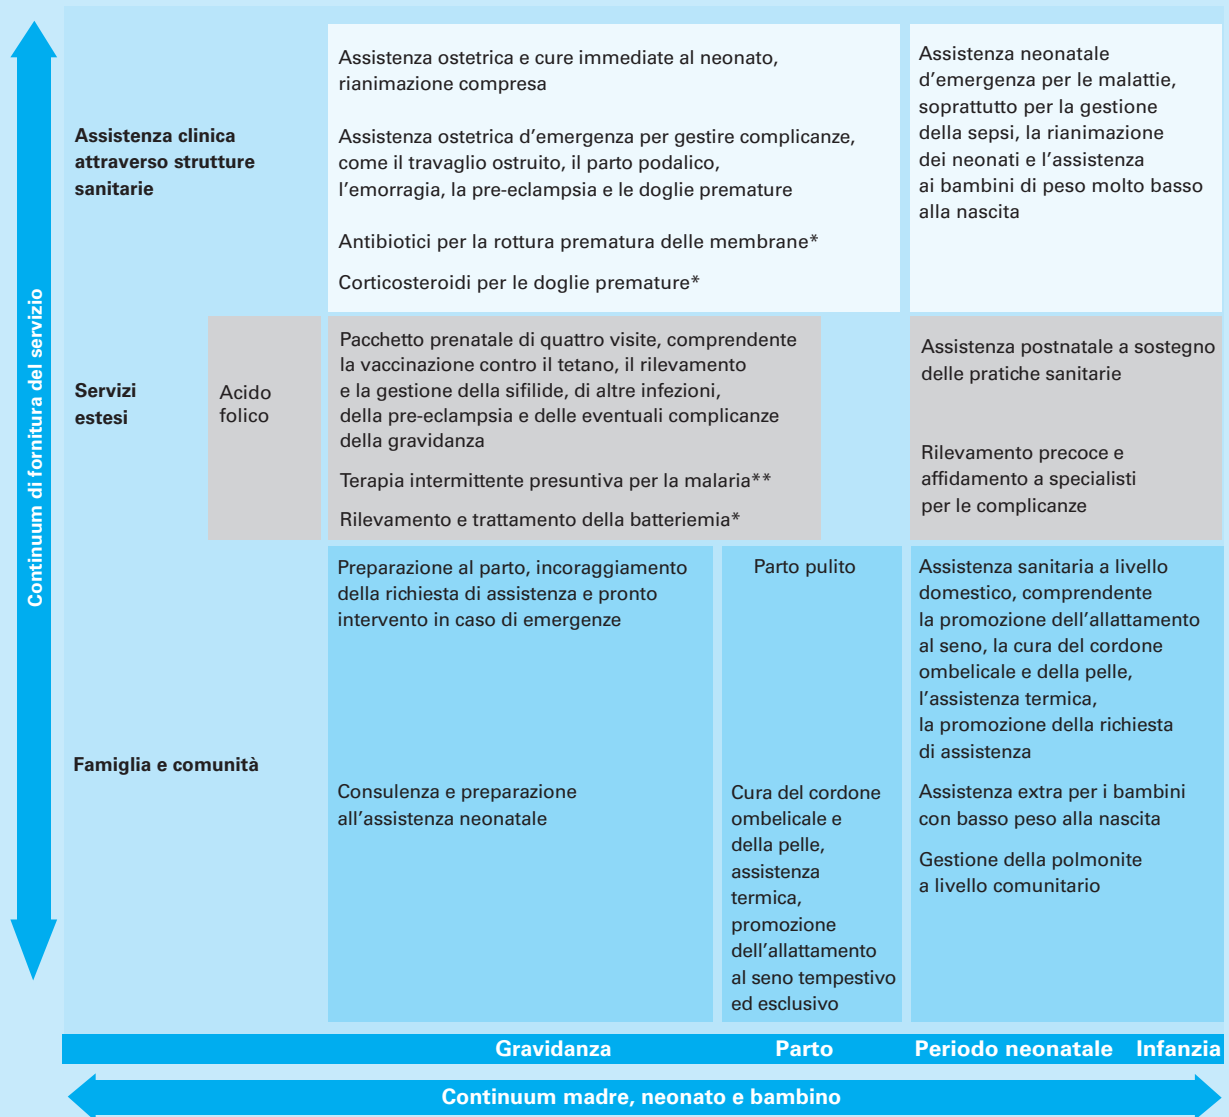 Continuum di fornitura del servizio
Assistenza clinica
attraverso strutture
sanitarie
Assistenza ostetrica e cure immediate al neonato,
rianimazione compresa
Assistenza ostetrica d'emergenza per gestire complicanze,
come il travaglio ostruito, il parto podalico,
l'emorragia, la pre-eclampsia e le doglie premature
Antibiotici per la rottura prematura delle membrane*
Corticosteroidi per le doglie premature*
Assistenza neonatale
d'emergenza per le malattie,
soprattutto per la gestione
della sepsi, la rianimazione
dei neonati e l'assistenza
ai bambini di peso molto basso
alla nascita
Servizi
estesi
Acido
folico
Pacchetto prenatale di quattro visite, comprendente
la vaccinazione contro il tetano, il rilevamento
e la gestione della sifilide, di altre infezioni,
della pre-eclampsia e delle eventuali complicanze
della gravidanza
Terapia intermittente presuntiva per la malaria**
Rilevamento e trattamento della batteriemia*
Assistenza postnatale a sostegno
delle pratiche sanitarie
Rilevamento precoce e
affidamento a specialisti
per le complicanze
Famiglia e comunità
Preparazione al parto, incoraggiamento
della richiesta di assistenza e pronto
intervento in caso di emergenze
Consulenza e preparazione
all'assistenza neonatale
Parto pulito
Cura del cordone
ombelicale e
della pelle,
assistenza
termica,
promozione
dell'allattamento
al seno tempestivo
ed esclusivo
Assistenza sanitaria a livello
domestico, comprendente
la promozione dell'allattamento
al seno, la cura del cordone
ombelicale e della pelle,
l'assistenza termica,
la promozione della richiesta
di assistenza
Assistenza extra per i bambini
con basso peso alla nascita
Gestione della polmonite
a livello comunitario
Gravidanza Parto Periodo neonatale Infanzia
Continuum madre, neonato e bambino